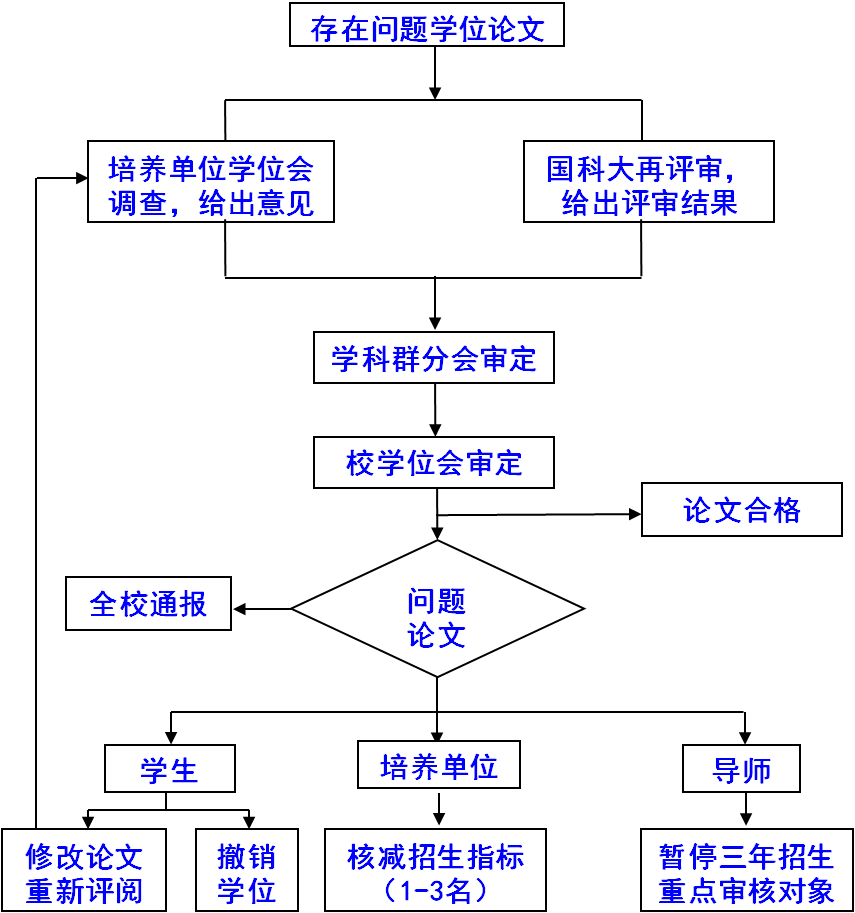 存在问题学位论文
培养单位学位会
调查，给出意见
国科大再评审，
给出评审结果
学科群分会审定
校学位会审定
论文合格
全校通报
问题
论文
学生
培养单位
导师
修改论文
重新评阅
撤销
学位
核减招生指标
（1-3名）
暂停三年招生
重点审核对象